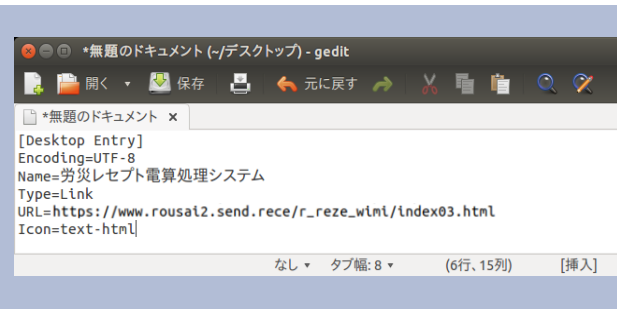 *無題のドキュメント (~/デスクトップ) - gedit
開く 保存 元に戻す
*無題のドキュメント ×
[Desktop Entry]
Encoding=UTF-8
Name=労災レセプト電算処理システム
Type=Link
URL=https://www.rousai2.send.rece/r_reze_wimi/index03.html
Icon=text-html
なし タブ幅: 8 (6行、15列) [挿入]